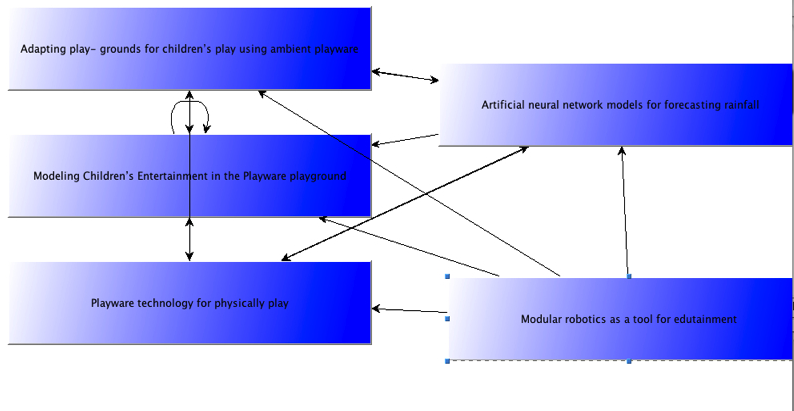 Adapting play- grounds for children's play using ambient playware
Artificial neural network models for forecasting rainfall
Modeling Children's Entertainment in the Playware playground
Playware technology for physically play
Modular robotics as a tool for edutainment